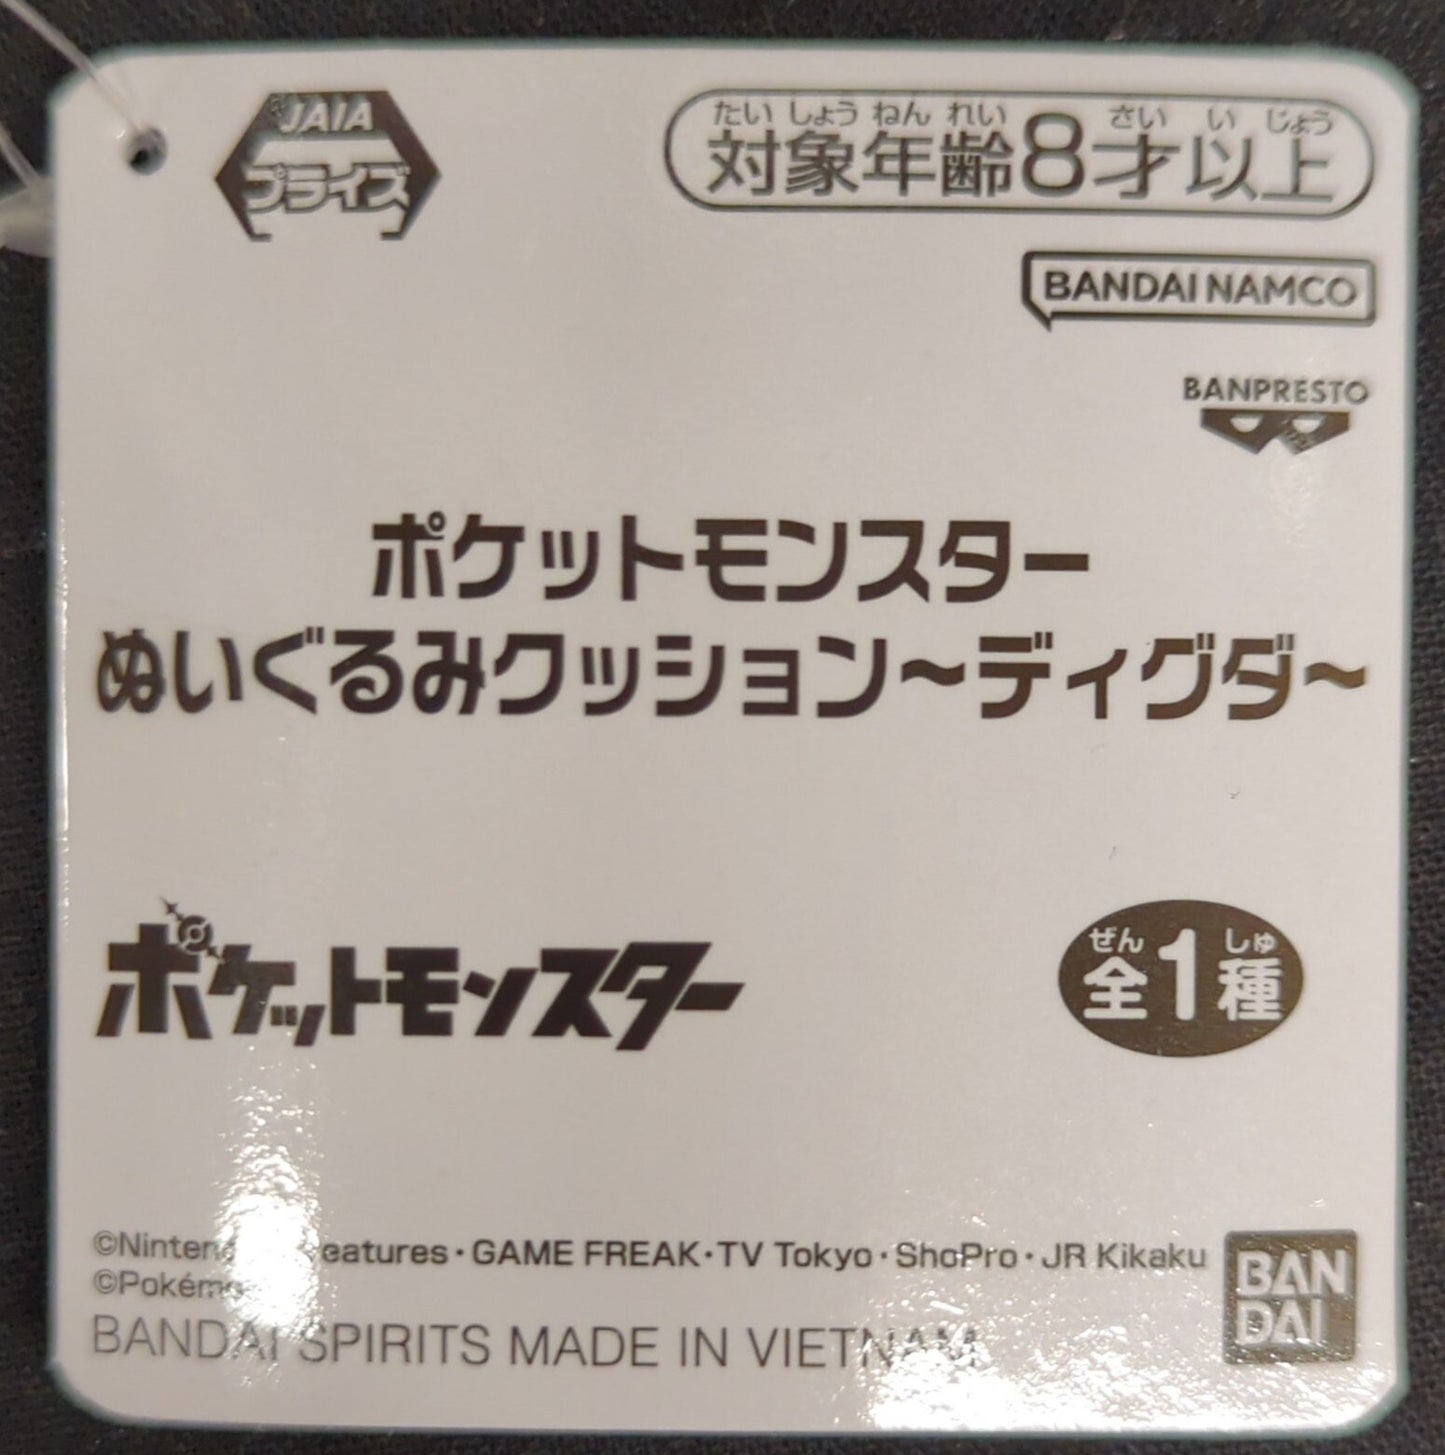 JAIA
プライズ
たいしょうねんれい さい いじょう
対象年齢8才以上
BANDAI NAMCO
BANPRESTO
ポケットモンスター
ぬいぐるみクッション〜ディグダ〜
ポケットモンスター
ぜん しゅ
全1種
eatures・GAME FREAK・TV Tokyo・ShoPro・JR Kikaku
BANDAI SPIRITS MADE IN VIETNAM
BAN
DAI